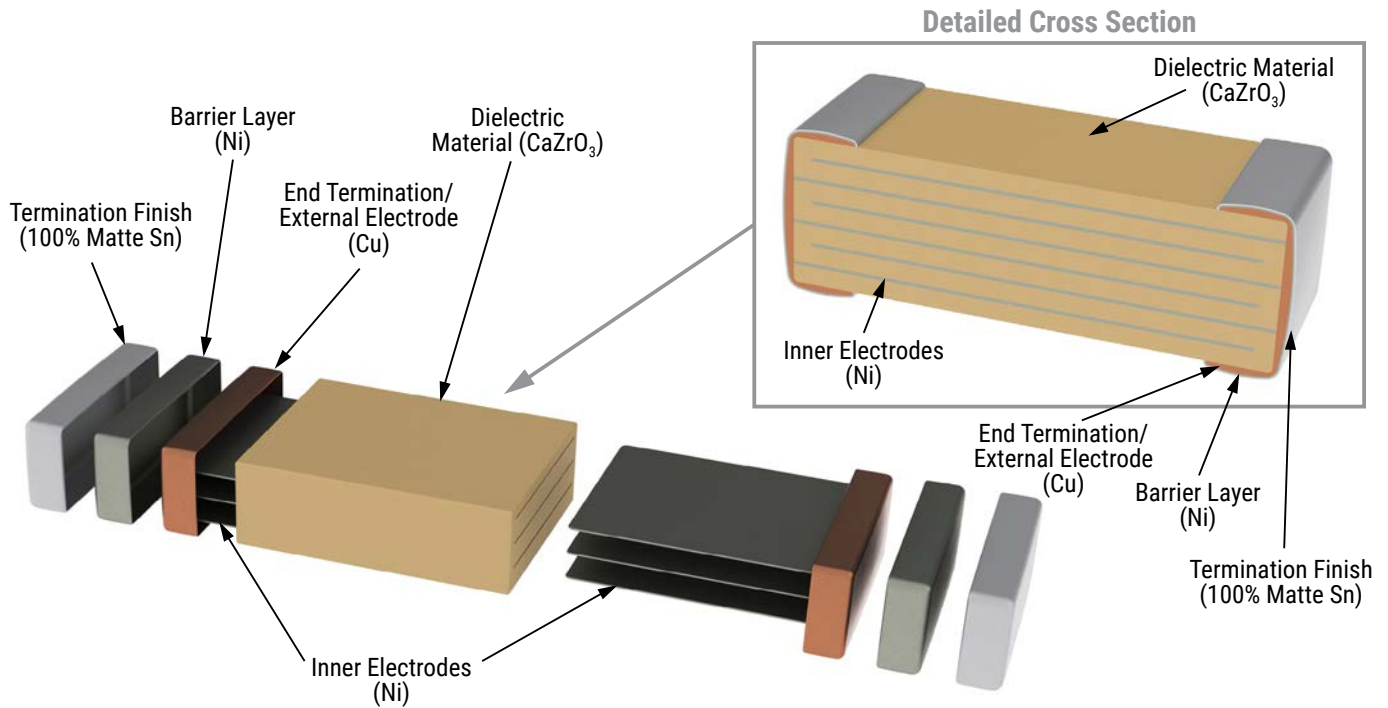 Detailed Cross Section
Dielectric Material
(CaZrO₃)
Inner Electrodes
(Ni)
End Termination/
External Electrode
(Cu)
Barrier Layer
(Ni)
Termination Finish
(100% Matte Sn)
Termination Finish
(100% Matte Sn)
Barrier Layer
(Ni)
End Termination/
External Electrode
(Cu)
Dielectric
Material (CaZrO₃)
Inner Electrodes
(Ni)